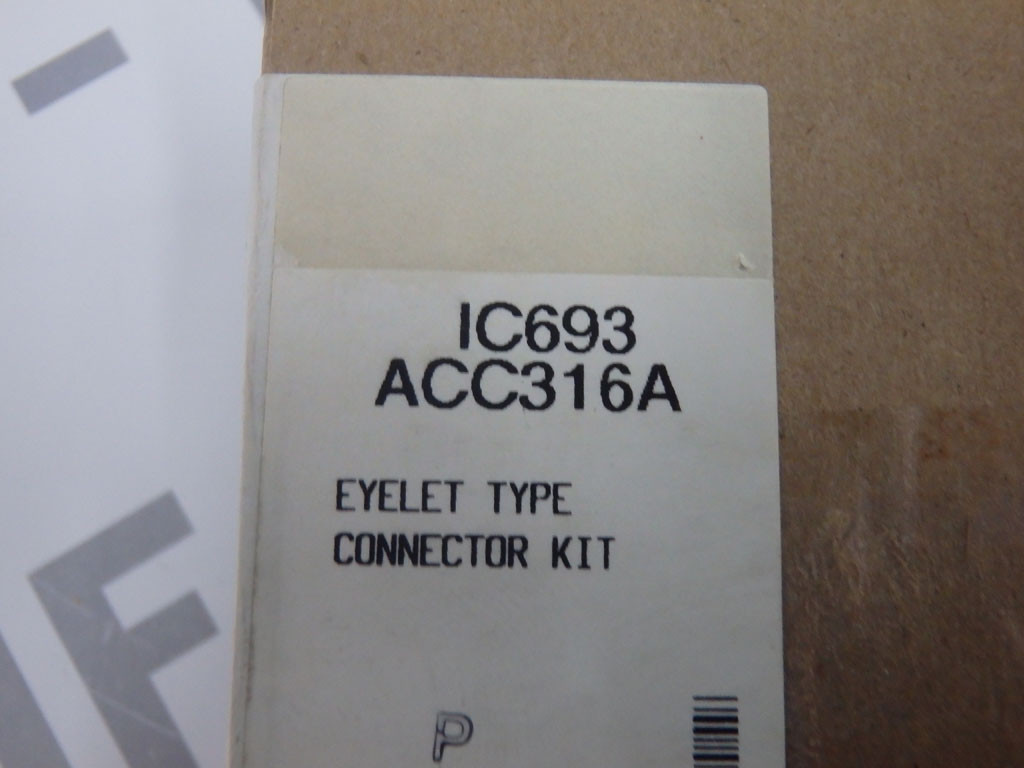 IC693
ACC316A
EYELET TYPE
CONNECTOR KIT
P
F